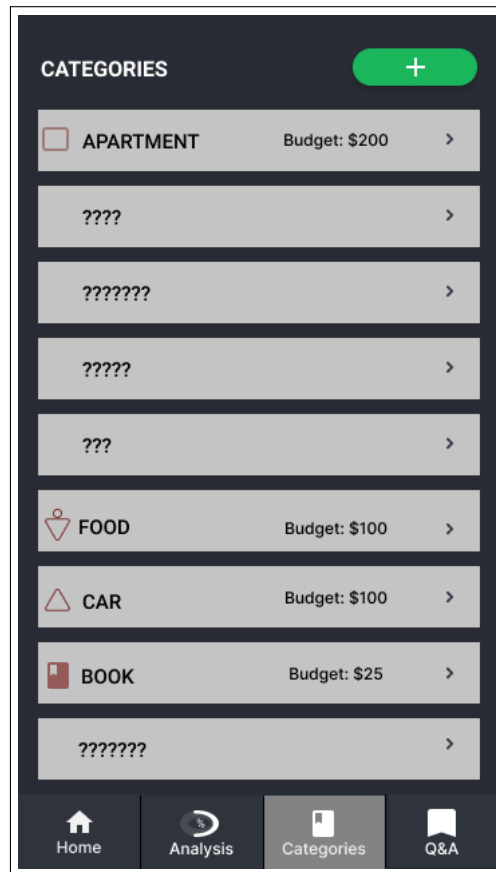 CATEGORIES +
APARTMENT Budget: $200 >
???? >
??????? >
????? >
??? >
FOOD Budget: $100 >
CAR Budget: $100 >
BOOK Budget: $25 >
??????? >
%
Home Analysis Categories Q&A